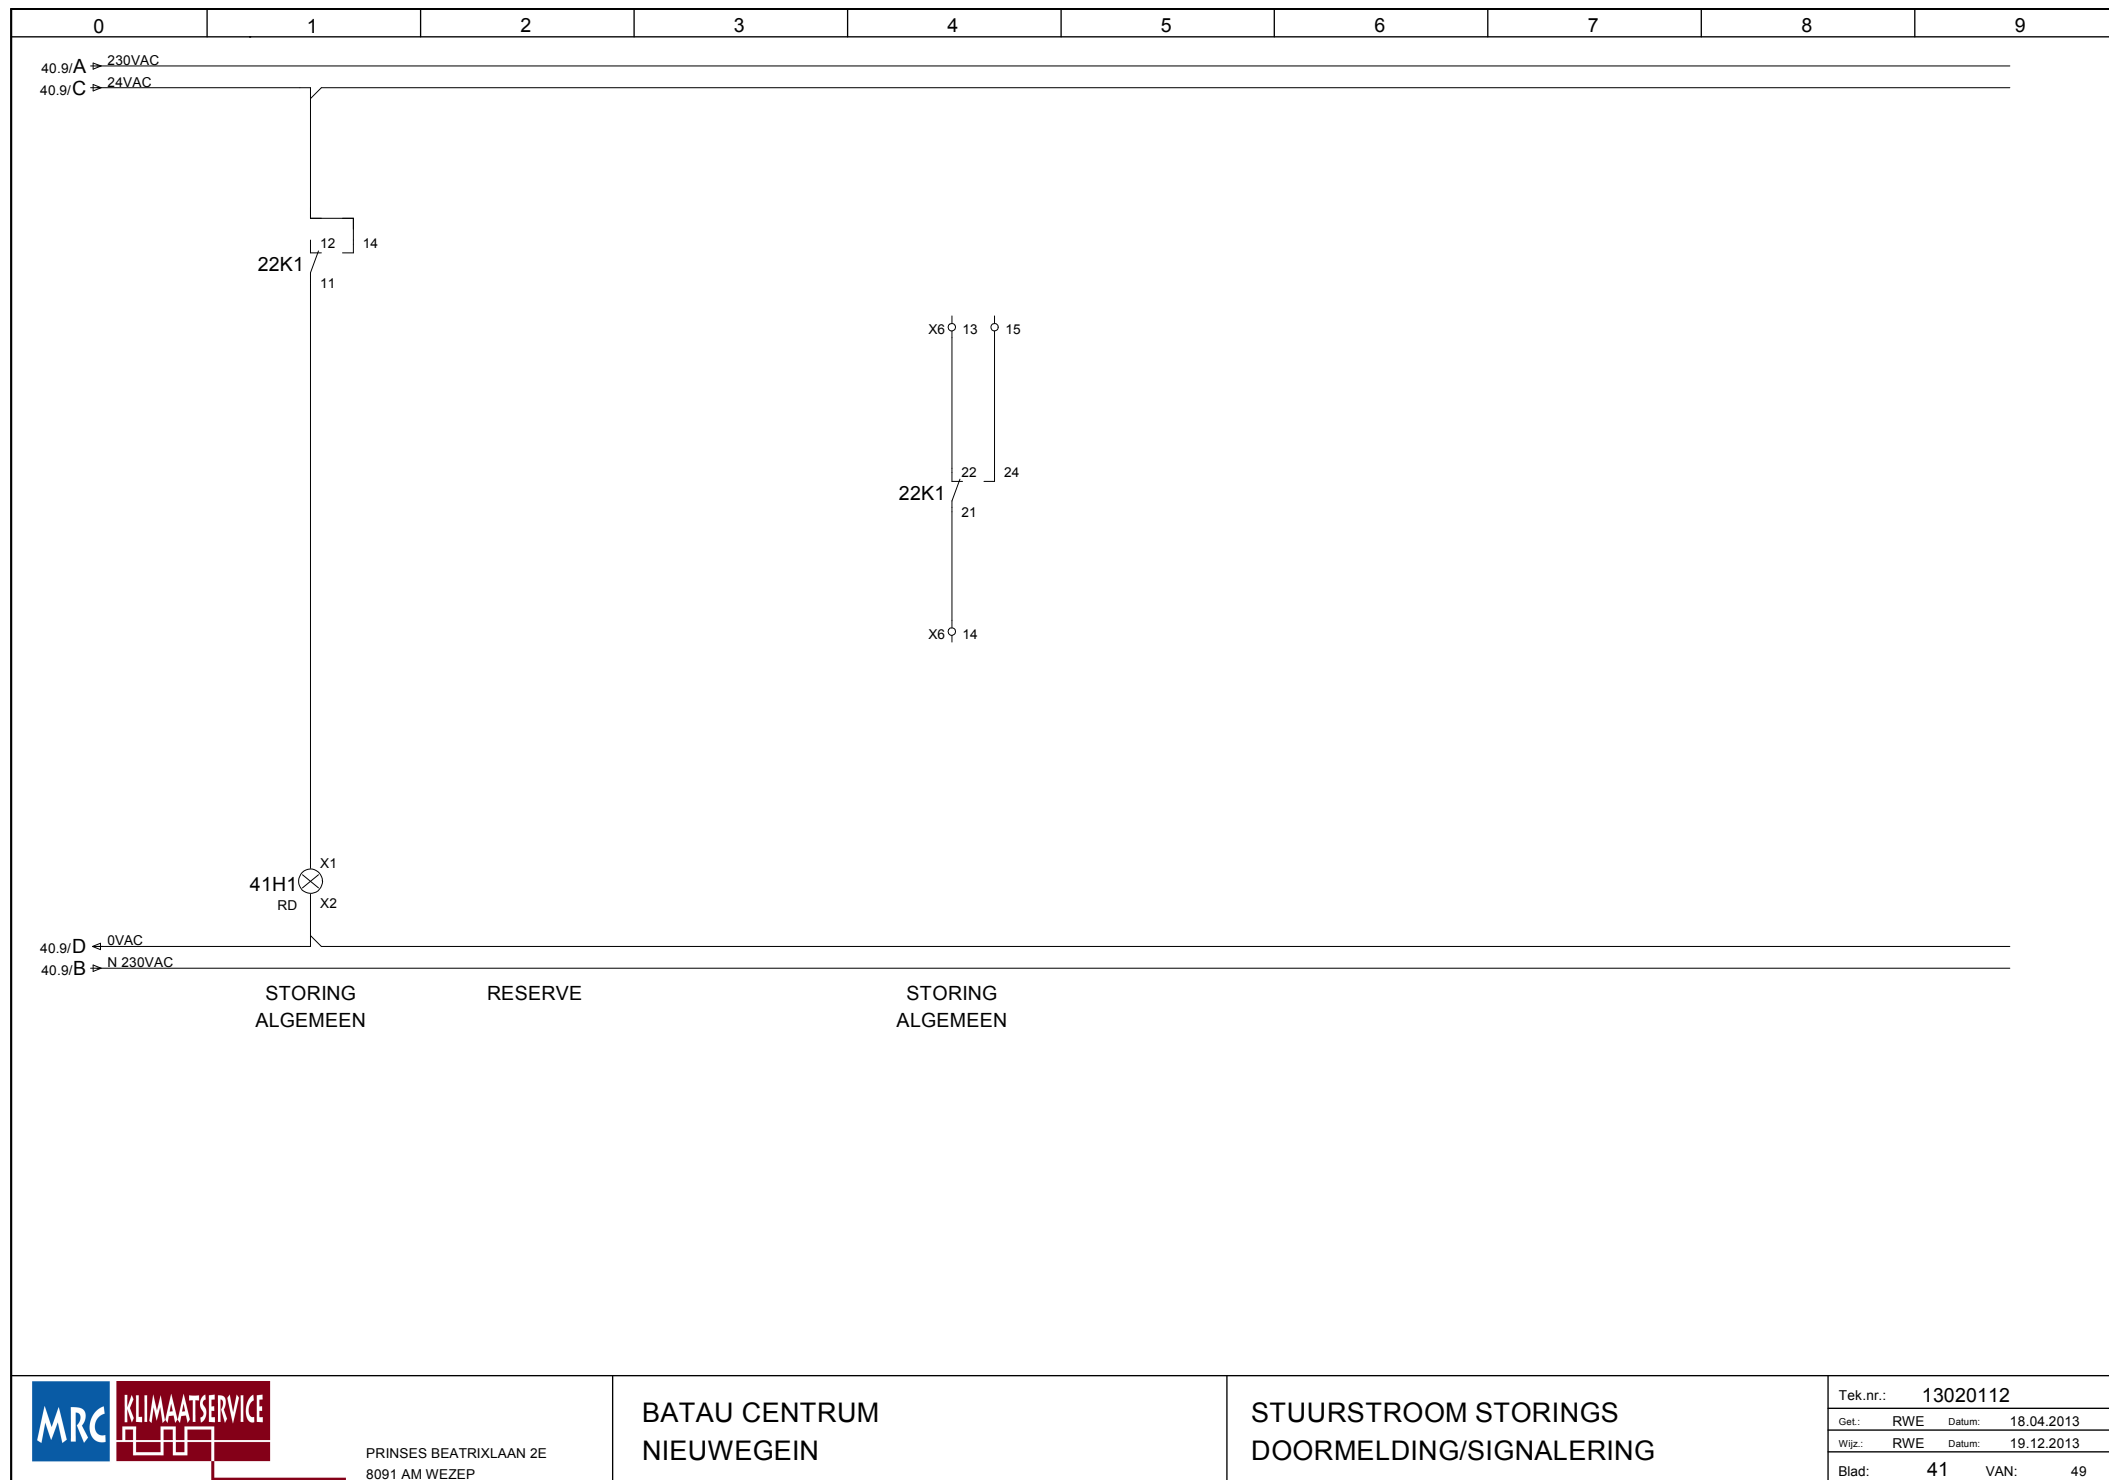 0 1 2 3 4 5 6 7 8 9
40.9/A 230VAC
40.9/C 24VAC
12 14
22K1
11
X6 13 15
22 24
22K1
21
X6 14
X1
41H1
RD X2
40.9/D 0VAC
40.9/B N 230VAC
STORING RESERVE STORING
ALGEMEEN ALGEMEEN
MRC KLIMAATSERVICE
PRINSES BEATRIXLAAN 2E
8091 AM WEZEP
BATAU CENTRUM
NIEUWEGEIN
STUURSTROOM STORINGS
DOORMELDING/SIGNALERING
Tek.nr.: 13020112
Get.: RWE Datum: 18.04.2013
Wijz.: RWE Datum: 19.12.2013
Blad: 41 VAN: 49